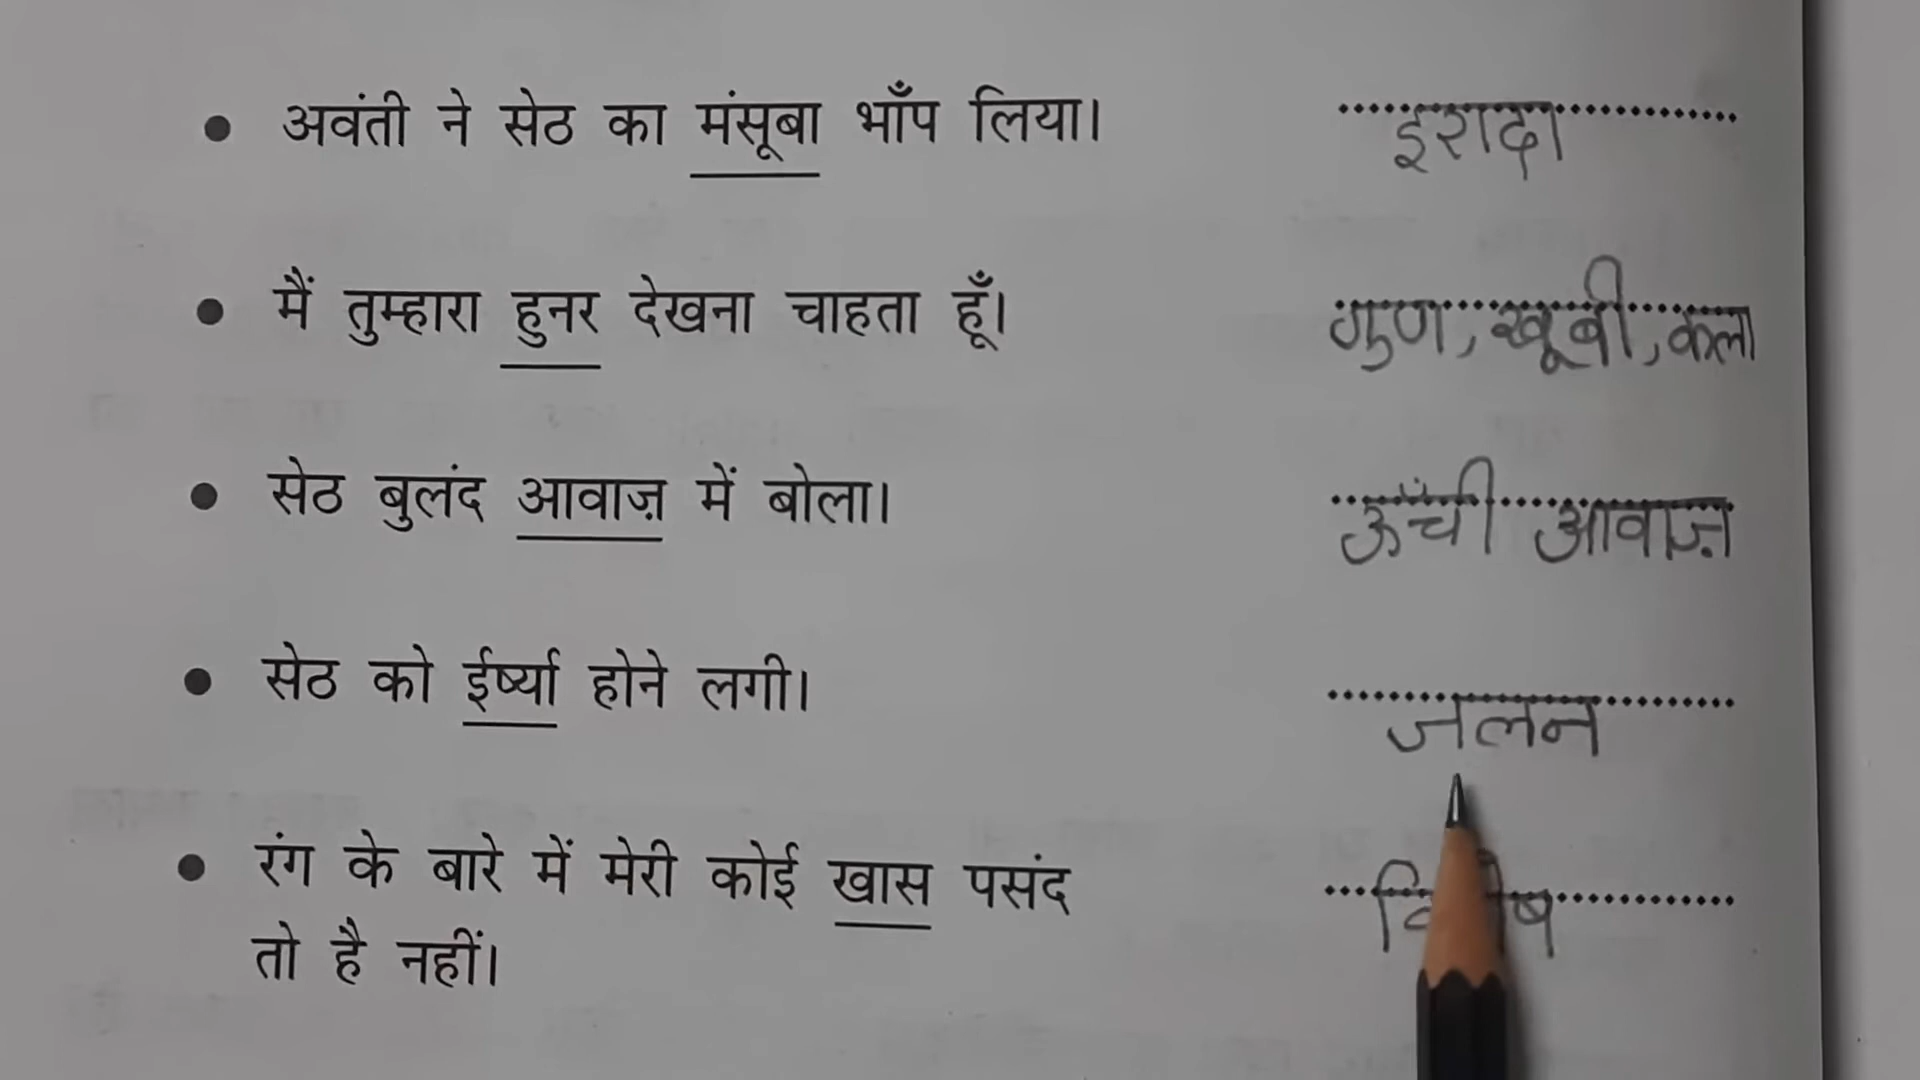 अवंती ने सेठ का मंसूबा भाँप लिया। इरादा
मैं तुम्हारा हुनर देखना चाहता हूँ। गुण, खूबी, कला
सेठ बुलंद आवाज़ में बोला। ऊँची आवाज़
सेठ को ईर्ष्या होने लगी। जलन
रंग के बारे में मेरी कोई खास पसंद
तो है नहीं।